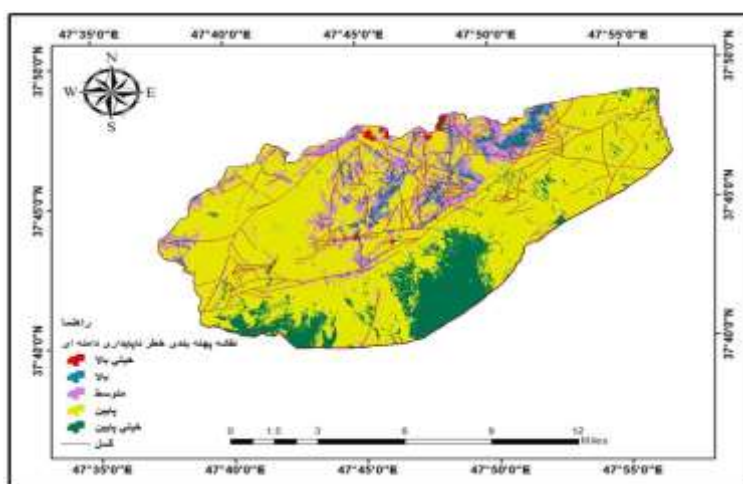 47°35'0"E 47°40'0"E 47°45'0"E 47°50'0"E 47°55'0"E
37°50'0"N 37°50'0"N
N
W E
S
37°45'0"N 37°45'0"N
37°40'0"N 37°40'0"N
راهنما
نقشه پهنه بندی خطر ناپایداری دامنه ای
خیلی بالا
بالا
متوسط
پایین
خیلی پایین
گسل
0 1.5 3 6 9 12
Miles
47°35'0"E 47°40'0"E 47°45'0"E 47°50'0"E 47°55'0"E